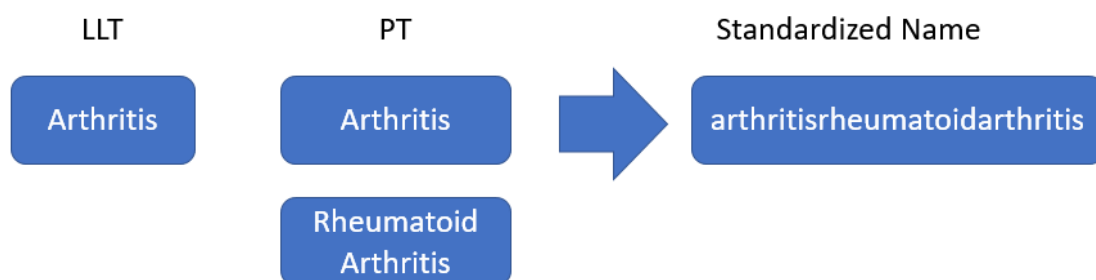 LLT
PT
Standardized Name
Arthritis
Arthritis
arthritisrheumatoidarthritis
Rheumatoid
Arthritis